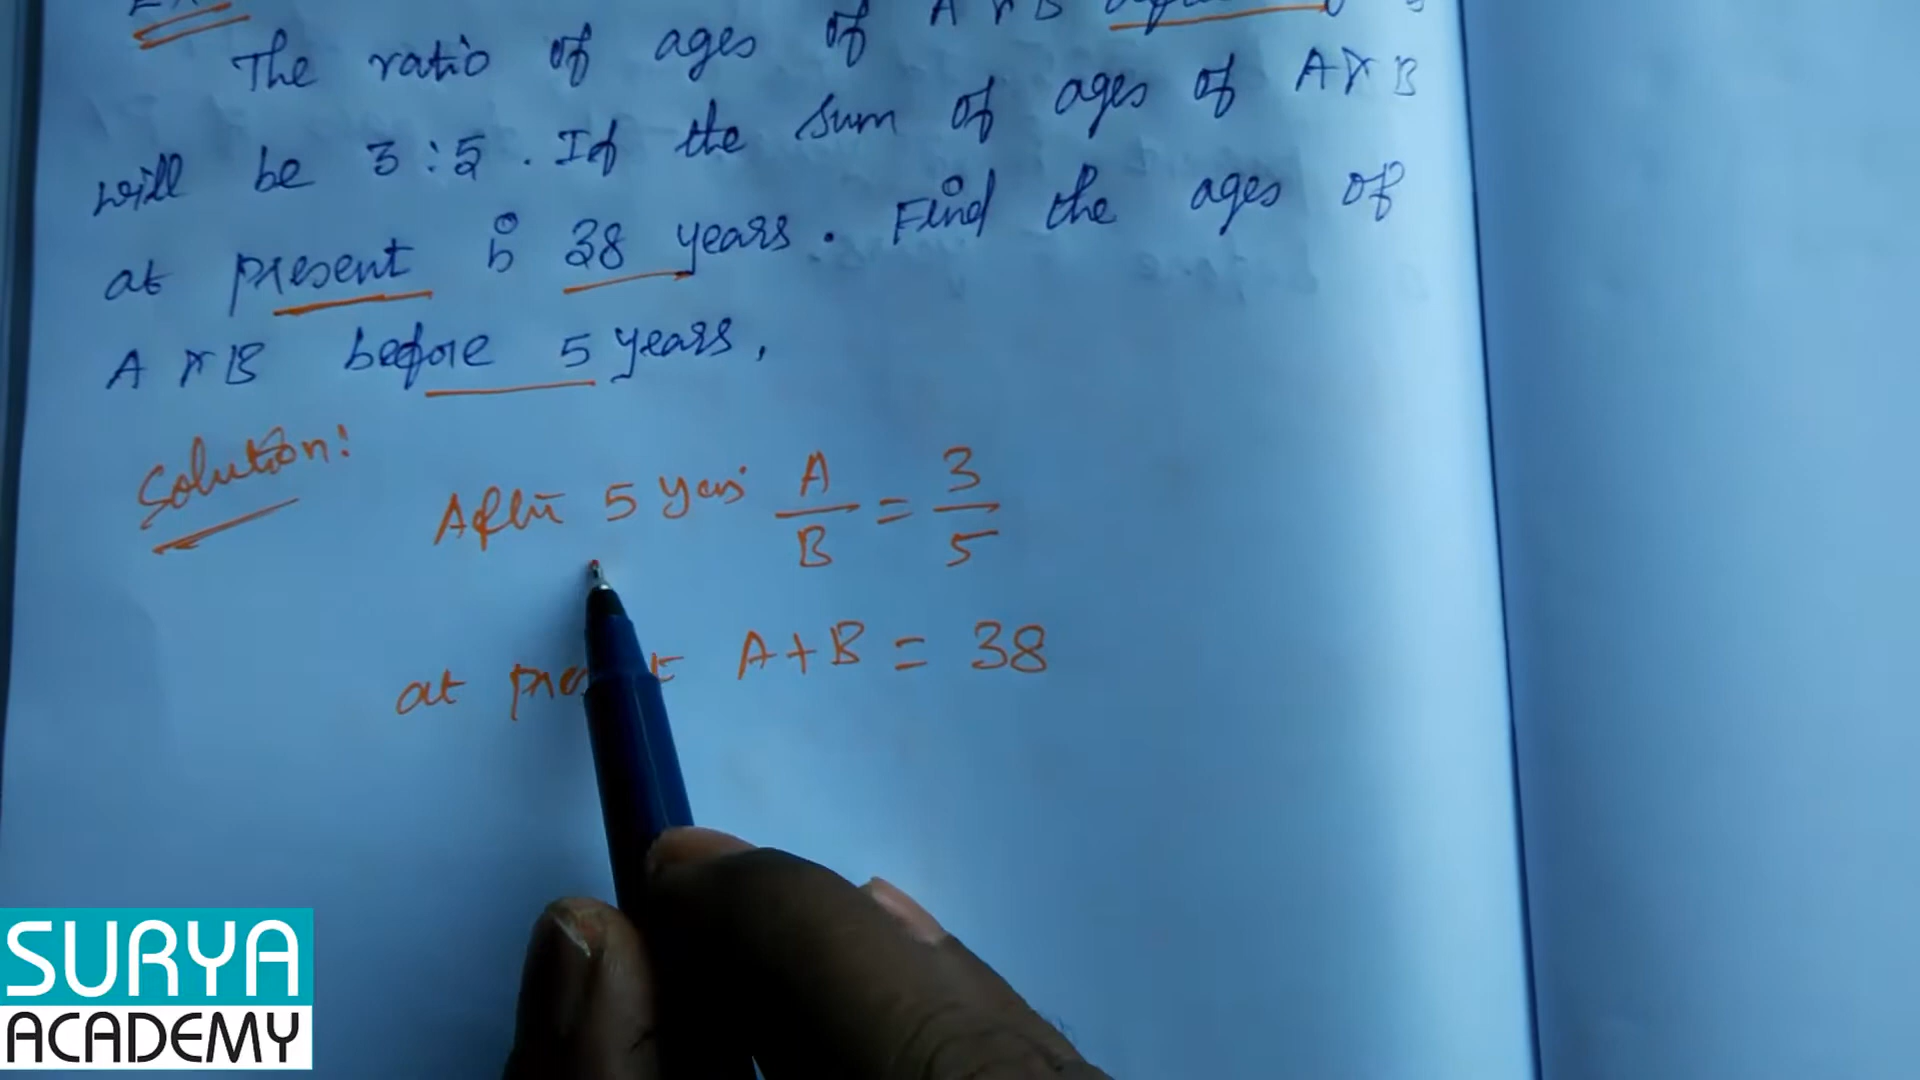 The ratio of ages of A & B
will be 3:5. If the sum of ages of A & B
at present is 38 years. Find the ages of
A & B before 5 years.
Solution:
After 5 years A/B = 3/5
at A+B = 38
SURYA
ACADEMY